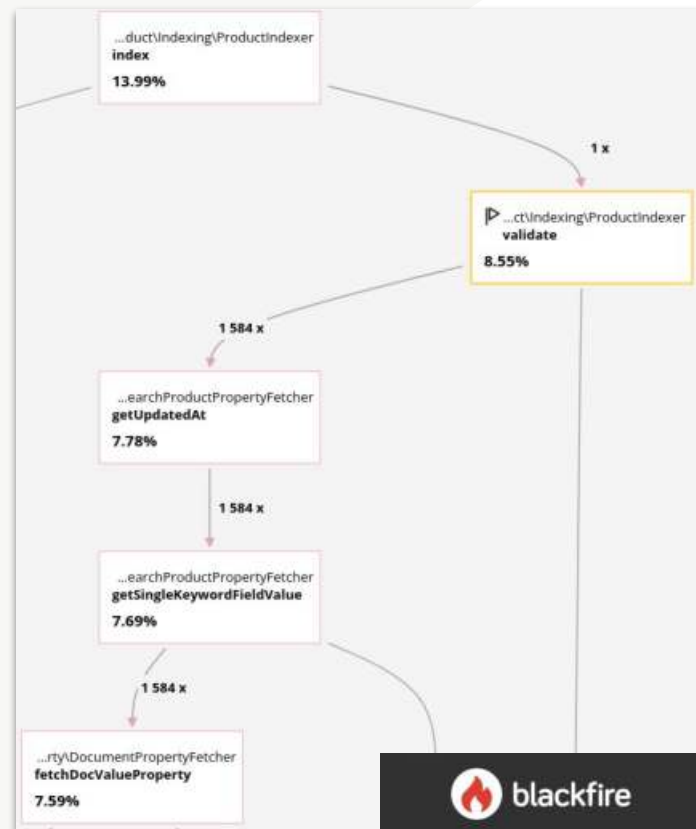 ...duct\Indexing\ProductIndexer
index
13.99%
1 x
...ct\Indexing\ProductIndexer
validate
8.55%
1 584 x
...earchProductPropertyFetcher
getUpdatedAt
7.78%
1 584 x
...earchProductPropertyFetcher
getSingleKeywordFieldValue
7.69%
1 584 x
...rty\DocumentPropertyFetcher
fetchDocValueProperty
7.59%
blackfire